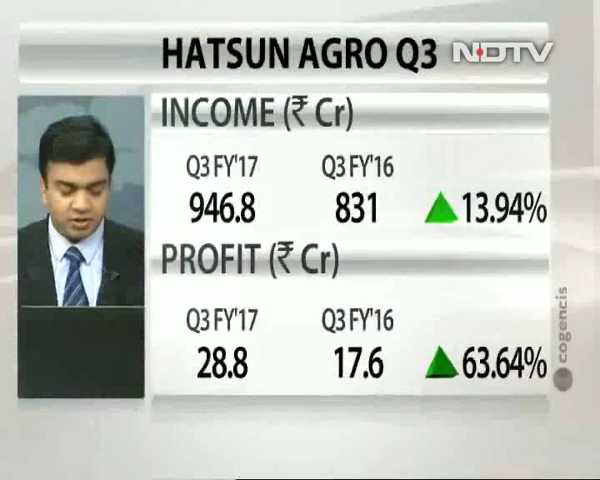 HATSUN AGRO Q3
NDTV
INCOME (₹ Cr)
Q3 FY'17 Q3 FY'16
946.8 831 13.94%
PROFIT (₹ Cr)
Q3 FY'17 Q3 FY'16
28.8 17.6 63.64%
cogencis